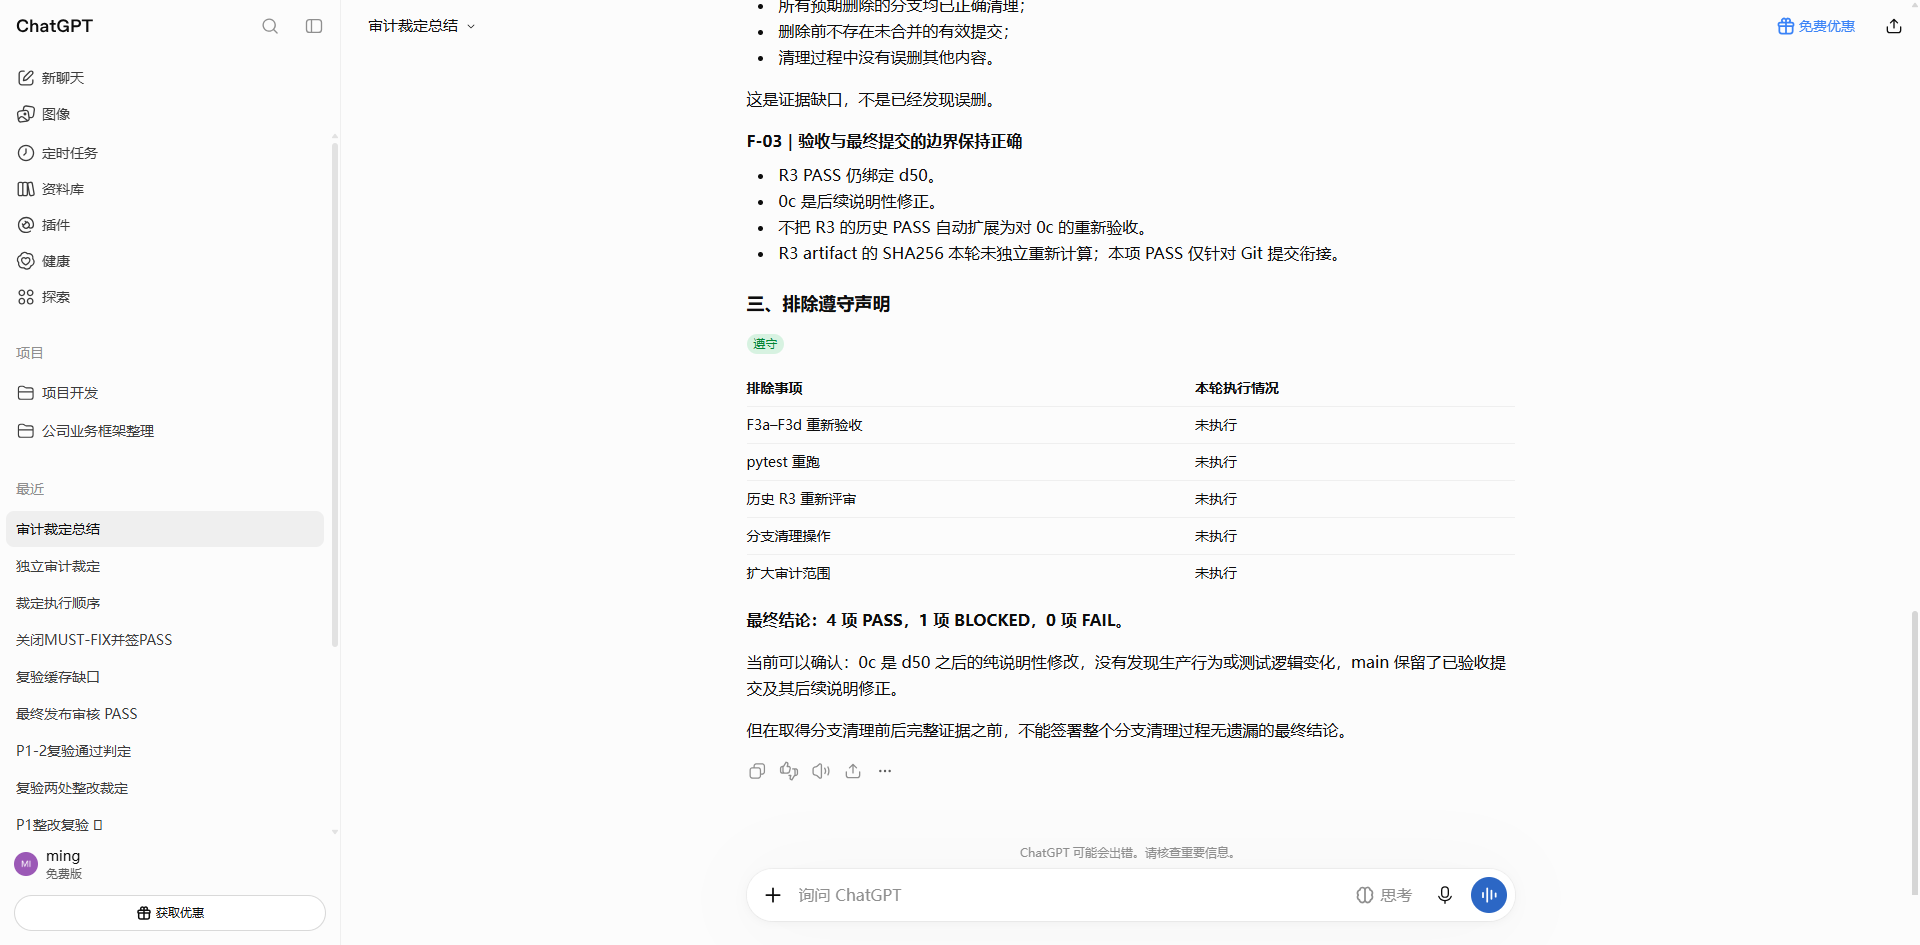 ChatGPT
新聊天
图像
定时任务
资料库
插件
健康
探索
项目
项目开发
公司业务框架整理
最近
审计裁定总结
独立审计裁定
裁定执行顺序
关闭MUST-FIX并签PASS
复验缓存缺口
最终发布审核 PASS
P1-2复验通过判定
复验两处整改裁定
P1整改复验
MI
ming
免费版
获取优惠
审计裁定总结
免费优惠
所有预期删除的分支均已正确清理；
删除前不存在未合并的有效提交；
清理过程中没有误删其他内容。
这是证据缺口，不是已经发现误删。
F-03 | 验收与最终提交的边界保持正确
R3 PASS 仍绑定 d50。
0c 是后续说明性修正。
不把 R3 的历史 PASS 自动扩展为对 0c 的重新验收。
R3 artifact 的 SHA256 本轮未独立重新计算；本项 PASS 仅针对 Git 提交衔接。
三、排除遵守声明
遵守
排除事项 本轮执行情况
F3a–F3d 重新验收 未执行
pytest 重跑 未执行
历史 R3 重新评审 未执行
分支清理操作 未执行
扩大审计范围 未执行
最终结论：4 项 PASS，1 项 BLOCKED，0 项 FAIL。
当前可以确认：0c 是 d50 之后的纯说明性修改，没有发现生产行为或测试逻辑变化，main 保留了已验收提
交及其后续说明修正。
但在取得分支清理前后完整证据之前，不能签署整个分支清理过程无遗漏的最终结论。
ChatGPT 可能会出错。请核查重要信息。
询问 ChatGPT
思考